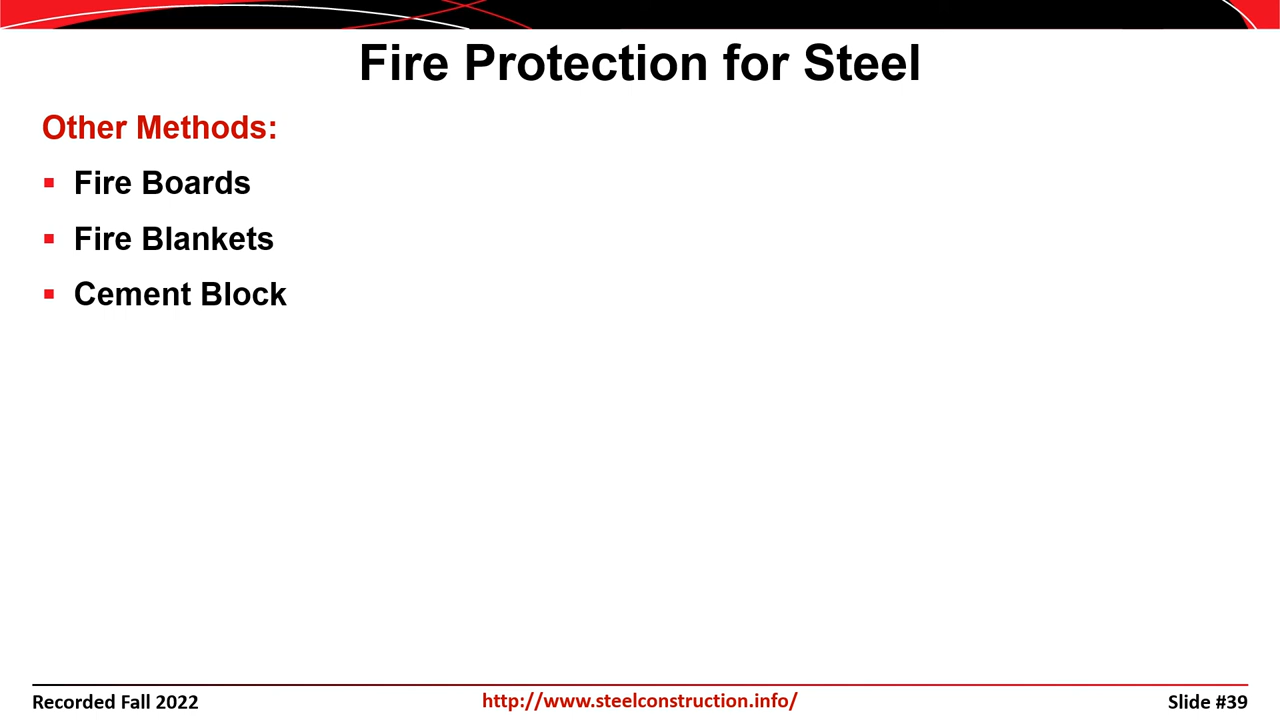 Fire Protection for Steel
Other Methods:
▪ Fire Boards
▪ Fire Blankets
▪ Cement Block
Recorded Fall 2022
http://www.steelconstruction.info/
Slide #39